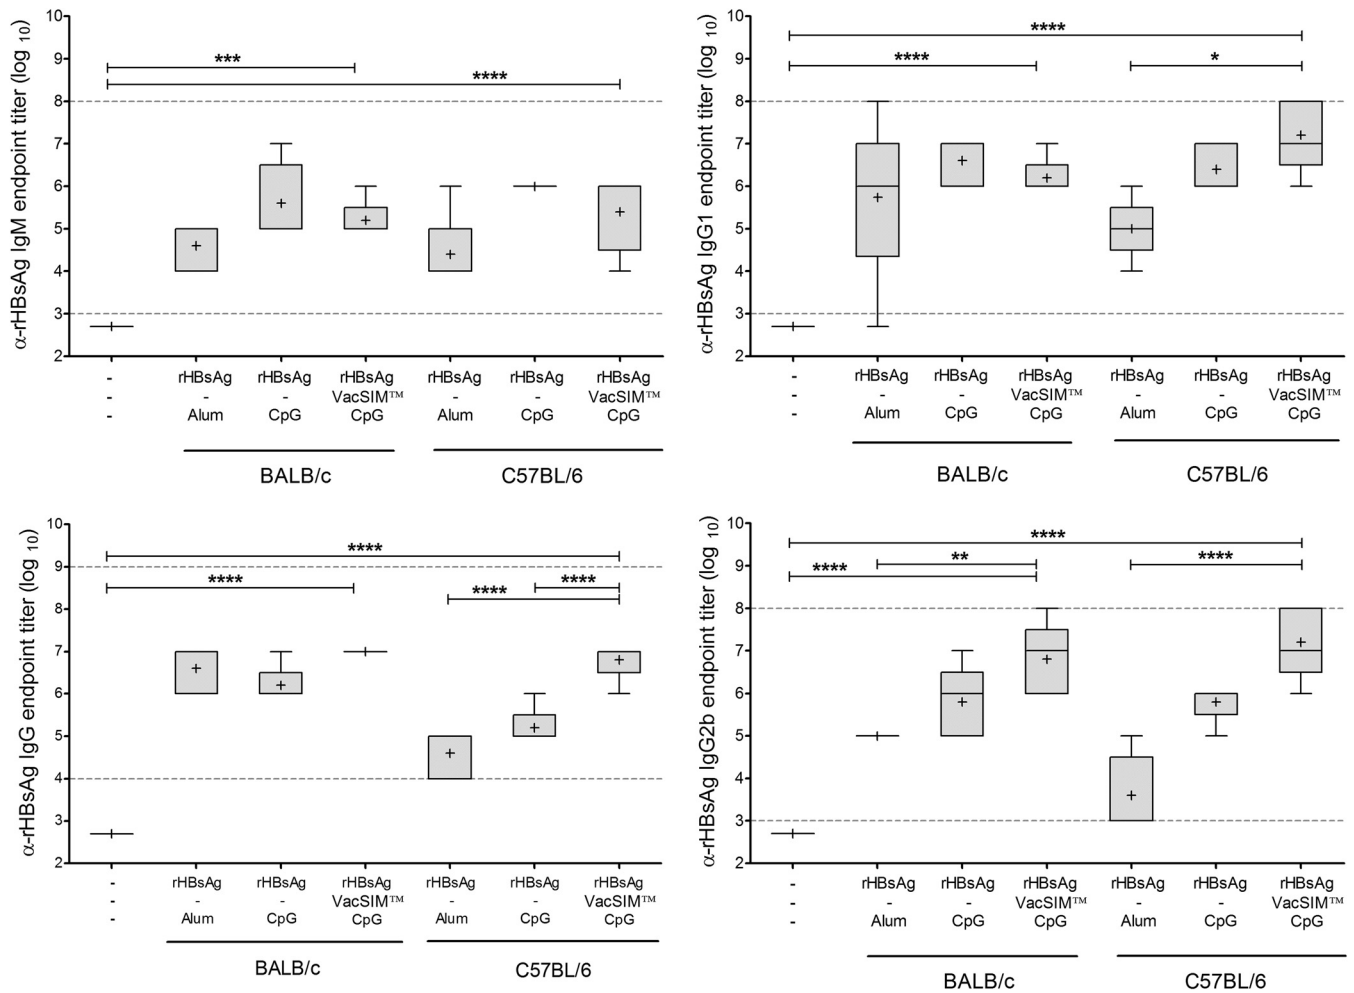 α-rHBsAg IgM endpoint titer (log 10)
10
9
8
7
6
5
4
3
2
***
****
- rHBsAg rHBsAg rHBsAg rHBsAg rHBsAg rHBsAg
- - - VacSIM™ - - VacSIM™
- Alum CpG CpG Alum CpG CpG
BALB/c C57BL/6
α-rHBsAg IgG1 endpoint titer (log 10)
10
9
8
7
6
5
4
3
2
****
**** *
- rHBsAg rHBsAg rHBsAg rHBsAg rHBsAg rHBsAg
- - - VacSIM™ - - VacSIM™
- Alum CpG CpG Alum CpG CpG
BALB/c C57BL/6
α-rHBsAg IgG endpoint titer (log 10)
10
9
8
7
6
5
4
3
2
****
**** ****
****
- rHBsAg rHBsAg rHBsAg rHBsAg rHBsAg rHBsAg
- - - VacSIM™ - - VacSIM™
- Alum CpG CpG Alum CpG CpG
BALB/c C57BL/6
α-rHBsAg IgG2b endpoint titer (log 10)
10
9
8
7
6
5
4
3
2
****
** ****
****
- rHBsAg rHBsAg rHBsAg rHBsAg rHBsAg rHBsAg
- - - VacSIM™ - - VacSIM™
- Alum CpG CpG Alum CpG CpG
BALB/c C57BL/6